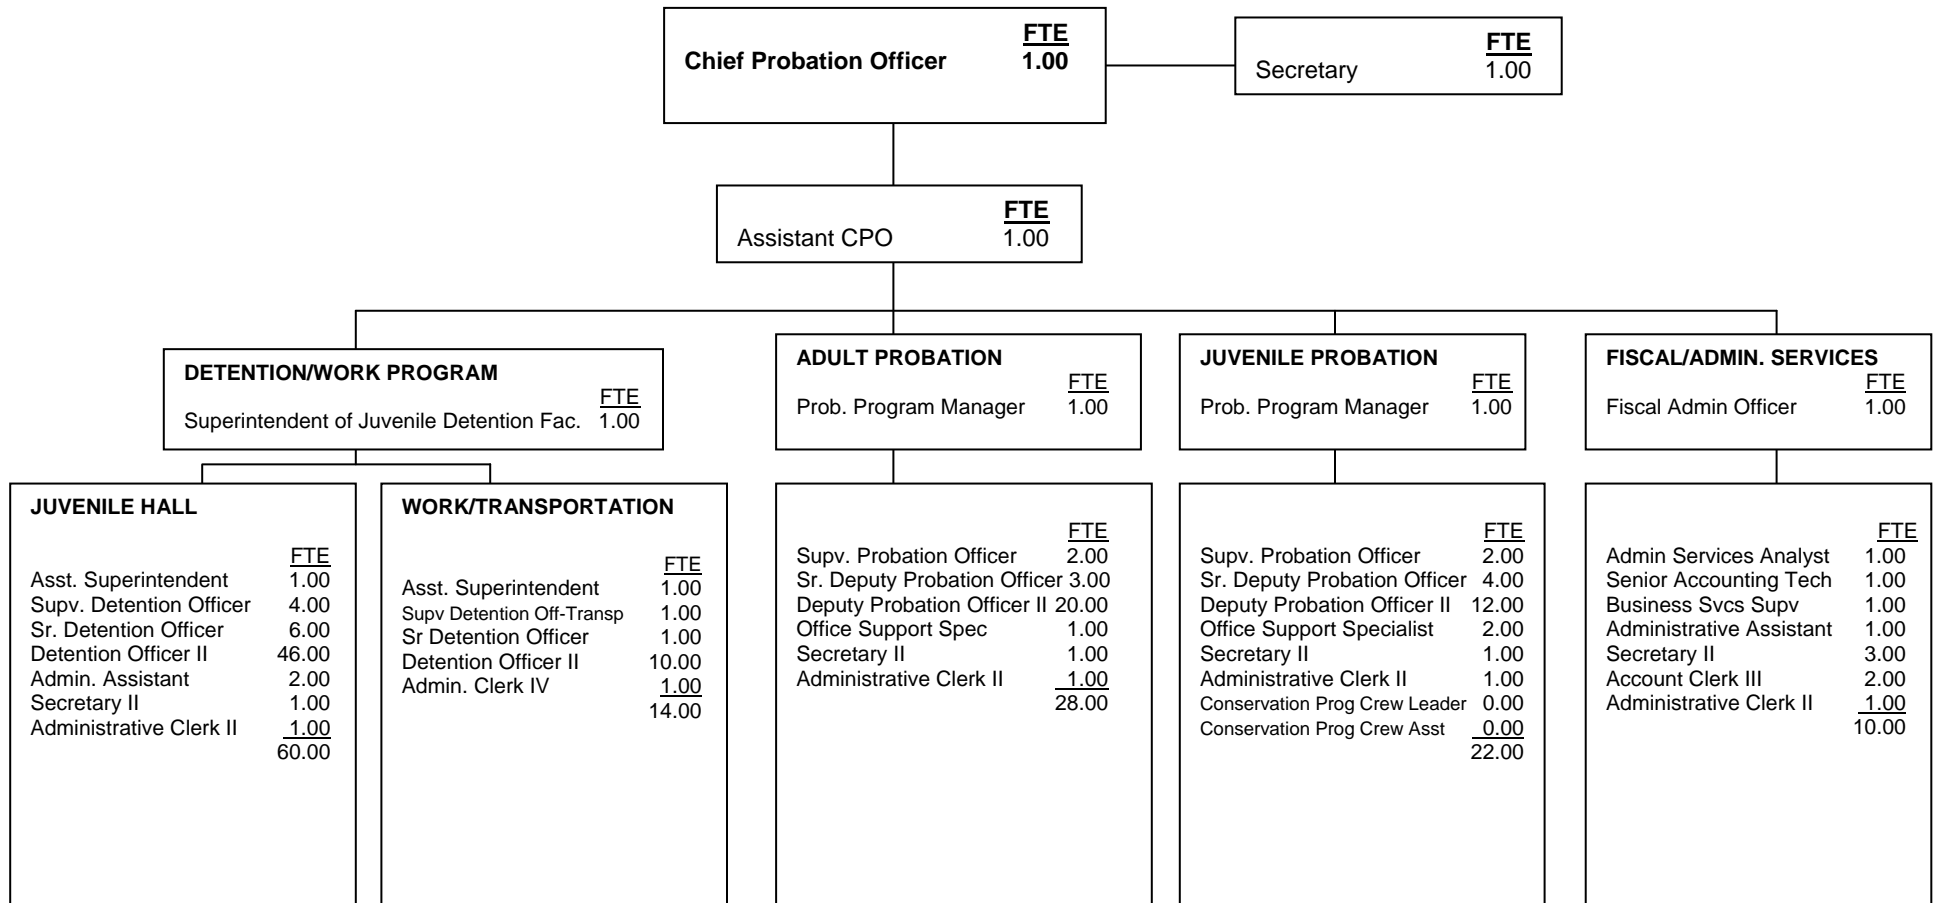 FTE
Chief Probation Officer 1.00
FTE
Secretary 1.00
FTE
Assistant CPO 1.00
DETENTION/WORK PROGRAM
FTE
Superintendent of Juvenile Detention Fac. 1.00
ADULT PROBATION
FTE
Prob. Program Manager 1.00
JUVENILE PROBATION
FTE
Prob. Program Manager 1.00
FISCAL/ADMIN. SERVICES
FTE
Fiscal Admin Officer 1.00
JUVENILE HALL
FTE
Asst. Superintendent 1.00
Supv. Detention Officer 4.00
Sr. Detention Officer 6.00
Detention Officer II 46.00
Admin. Assistant 2.00
Secretary II 1.00
Administrative Clerk II 1.00
60.00
WORK/TRANSPORTATION
FTE
Asst. Superintendent 1.00
Supv Detention Off-Transp 1.00
Sr Detention Officer 1.00
Detention Officer II 10.00
Admin. Clerk IV 1.00
14.00
FTE
Supv. Probation Officer 2.00
Sr. Deputy Probation Officer 3.00
Deputy Probation Officer II 20.00
Office Support Spec 1.00
Secretary II 1.00
Administrative Clerk II 1.00
28.00
FTE
Supv. Probation Officer 2.00
Sr. Deputy Probation Officer 4.00
Deputy Probation Officer II 12.00
Office Support Specialist 2.00
Secretary II 1.00
Administrative Clerk II 1.00
Conservation Prog Crew Leader 0.00
Conservation Prog Crew Asst 0.00
22.00
FTE
Admin Services Analyst 1.00
Senior Accounting Tech 1.00
Business Svcs Supv 1.00
Administrative Assistant 1.00
Secretary II 3.00
Account Clerk III 2.00
Administrative Clerk II 1.00
10.00